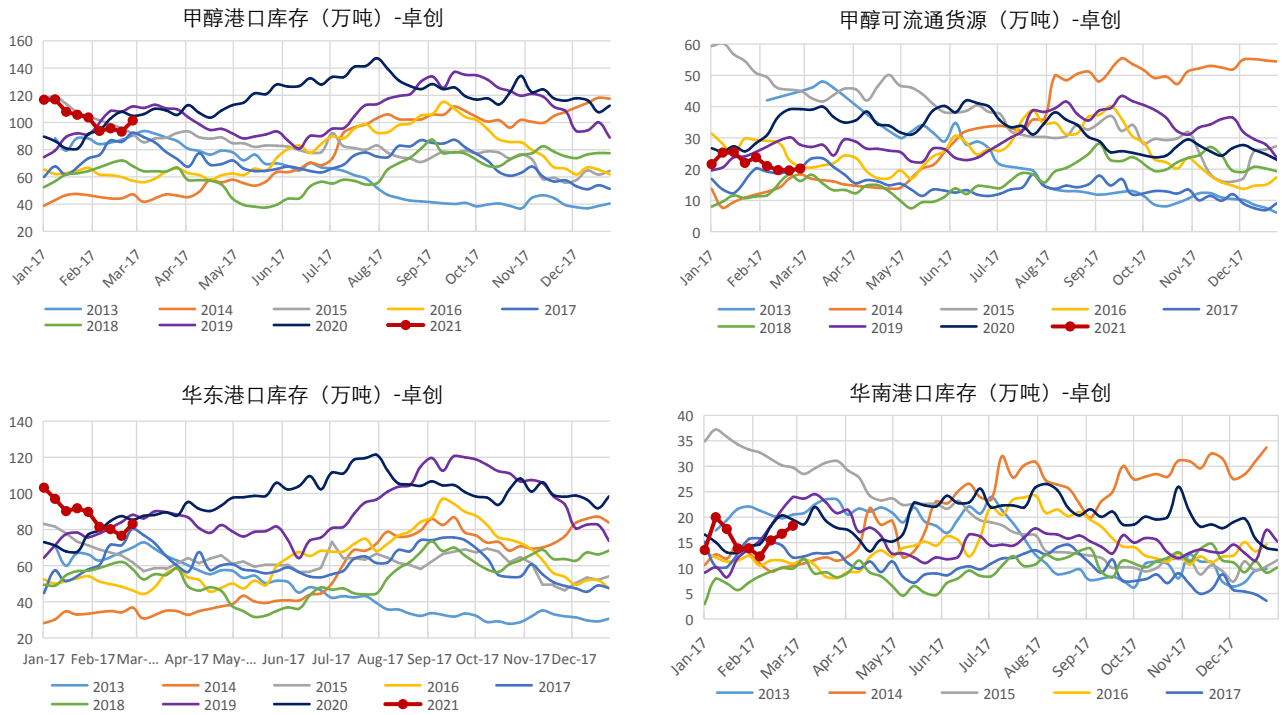 甲醇港口库存（万吨）-卓创
160
140
120
100
80
60
40
20
Jan-17 Feb-17 Mar-17 Apr-17 May-17 Jun-17 Jul-17 Aug-17 Sep-17 Oct-17 Nov-17 Dec-17
2013 2014 2015 2016 2017
2018 2019 2020 2021
甲醇可流通货源（万吨）-卓创
60
50
40
30
20
10
0
Jan-17 Feb-17 Mar-17 Apr-17 May-17 Jun-17 Jul-17 Aug-17 Sep-17 Oct-17 Nov-17 Dec-17
2013 2014 2015 2016 2017
2018 2019 2020 2021
华东港口库存（万吨）-卓创
140
120
100
80
60
40
20
Jan-17 Feb-17 Mar-… Apr-17 May-… Jun-17 Jul-17 Aug-17 Sep-17 Oct-17 Nov-17 Dec-17
2013 2014 2015 2016 2017
2018 2019 2020 2021
华南港口库存（万吨）-卓创
40
35
30
25
20
15
10
5
0
Jan-17 Feb-17 Mar-17 Apr-17 May-17 Jun-17 Jul-17 Aug-17 Sep-17 Oct-17 Nov-17 Dec-17
2013 2014 2015 2016 2017